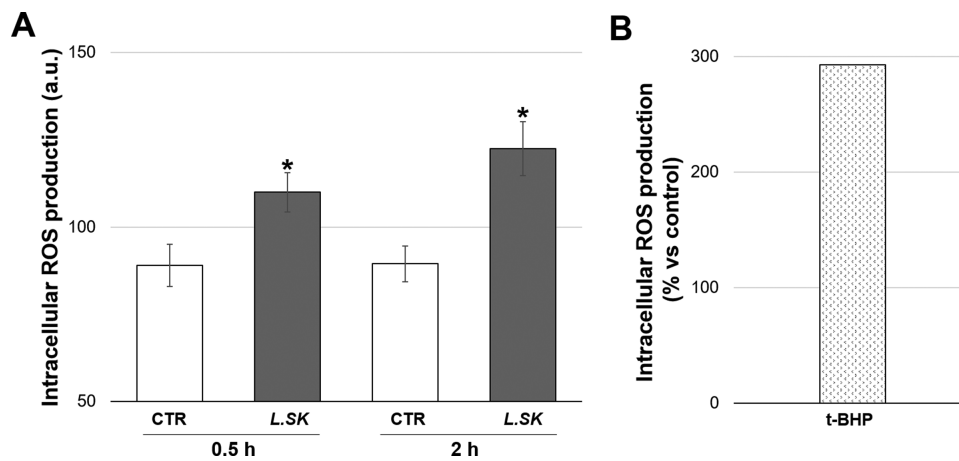 A
Intracellular ROS production (a.u.)
150
100
50
*
*
CTR
L.SK
CTR
L.SK
0.5 h
2 h
B
Intracellular ROS production
(% vs control)
300
200
100
0
t-BHP